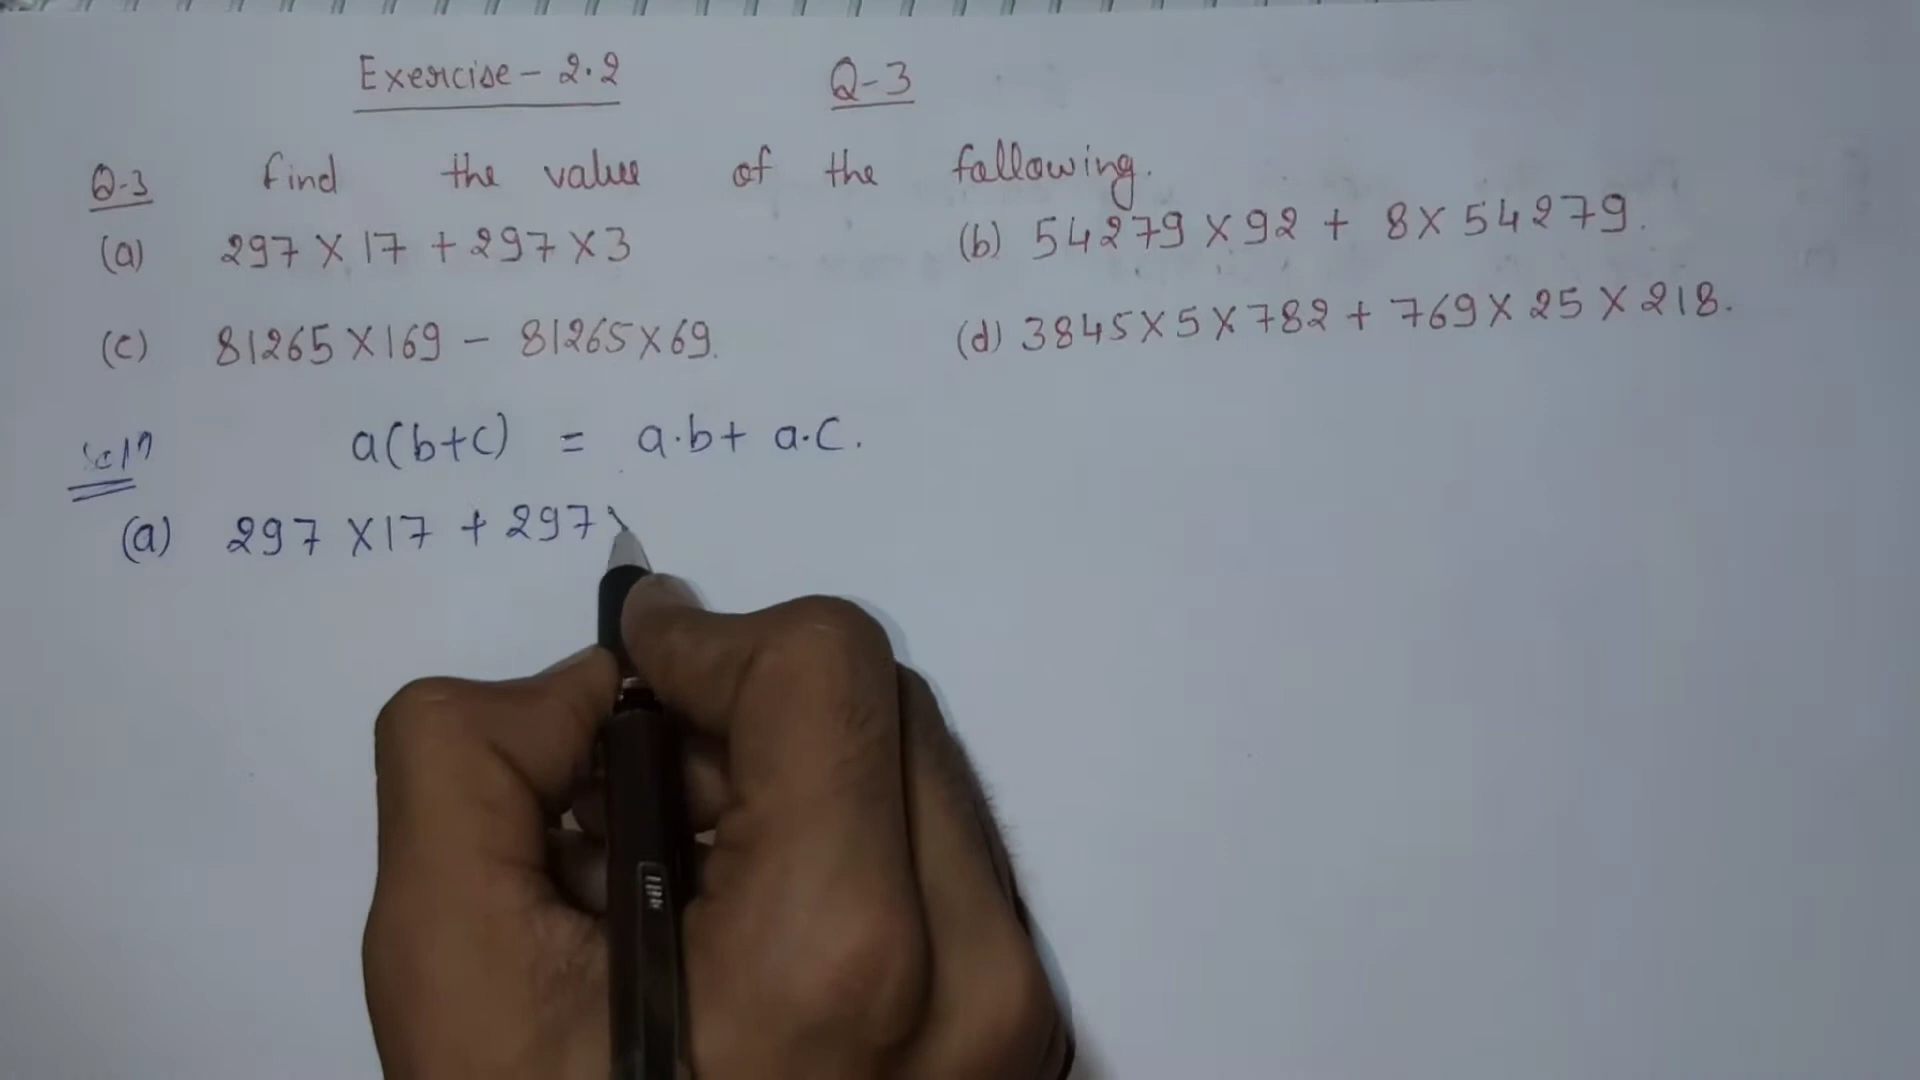 Exercise - 2.2 Q-3
Q-3 find the value of the following.
(a) 297 × 17 + 297 × 3 (b) 54279 × 92 + 8 × 54279.
(c) 81265 × 169 - 81265 × 69. (d) 3845 × 5 × 782 + 769 × 25 × 218.
Solⁿ a(b+c) = a·b + a·c.
(a) 297 × 17 + 297